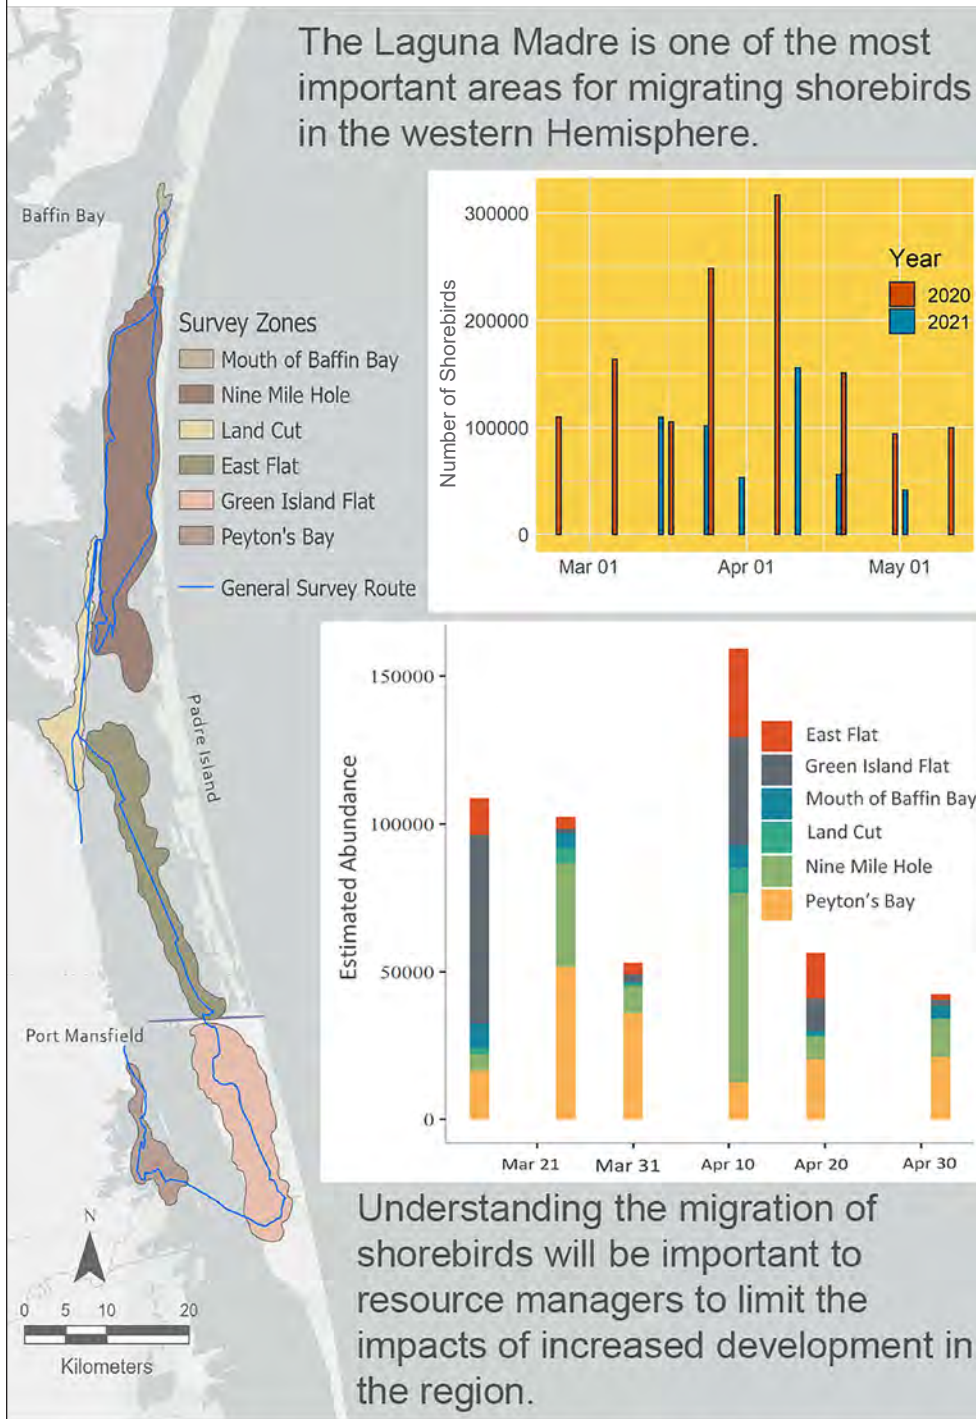 The Laguna Madre is one of the most
important areas for migrating shorebirds
in the western Hemisphere.
Baffin Bay
Survey Zones
Mouth of Baffin Bay
Nine Mile Hole
Land Cut
East Flat
Green Island Flat
Peyton's Bay
General Survey Route
Padre Island
Port Mansfield
N
0 5 10 20
Kilometers
Number of Shorebirds
300000
200000
100000
0
Mar 01 Apr 01 May 01
Year
2020
2021
Estimated Abundance
150000
100000
50000
0
Mar 21 Mar 31 Apr 10 Apr 20 Apr 30
East Flat
Green Island Flat
Mouth of Baffin Bay
Land Cut
Nine Mile Hole
Peyton's Bay
Understanding the migration of
shorebirds will be important to
resource managers to limit the
impacts of increased development in
the region.